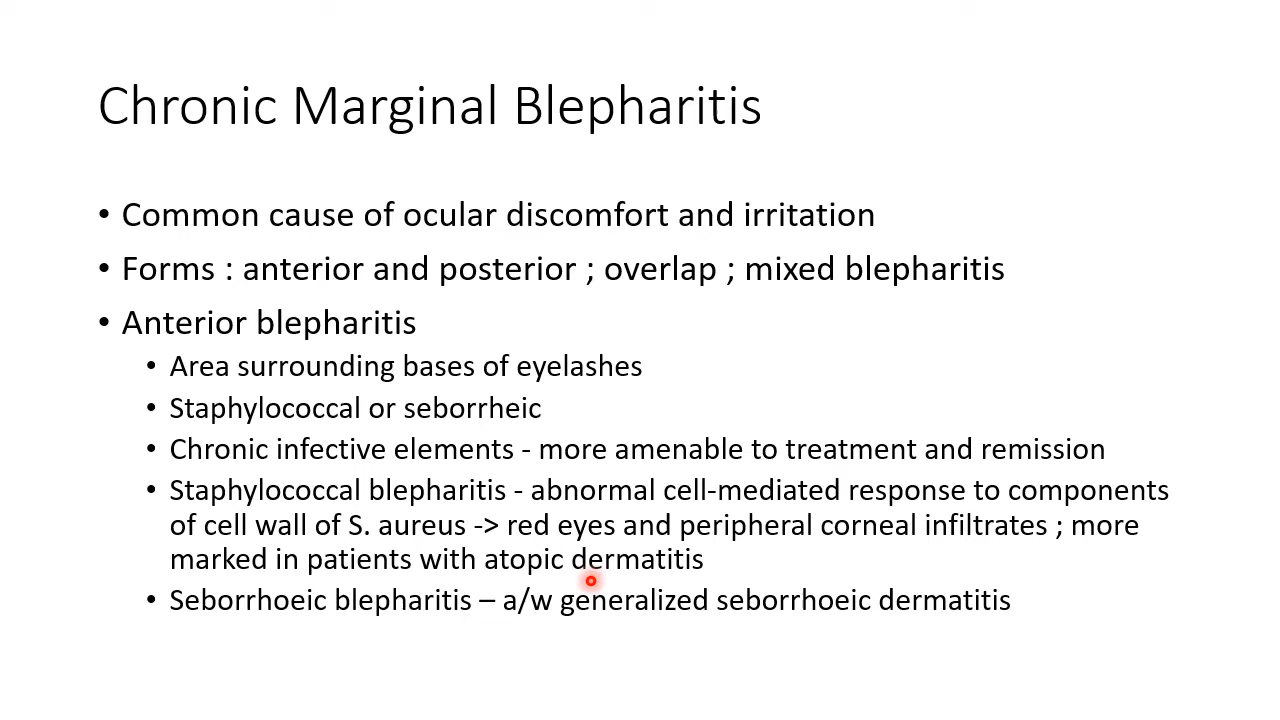 Chronic Marginal Blepharitis
• Common cause of ocular discomfort and irritation
• Forms : anterior and posterior ; overlap ; mixed blepharitis
• Anterior blepharitis
• Area surrounding bases of eyelashes
• Staphylococcal or seborrheic
• Chronic infective elements - more amenable to treatment and remission
• Staphylococcal blepharitis - abnormal cell-mediated response to components
of cell wall of S. aureus -> red eyes and peripheral corneal infiltrates ; more
marked in patients with atopic dermatitis
• Seborrhoeic blepharitis – a/w generalized seborrhoeic dermatitis